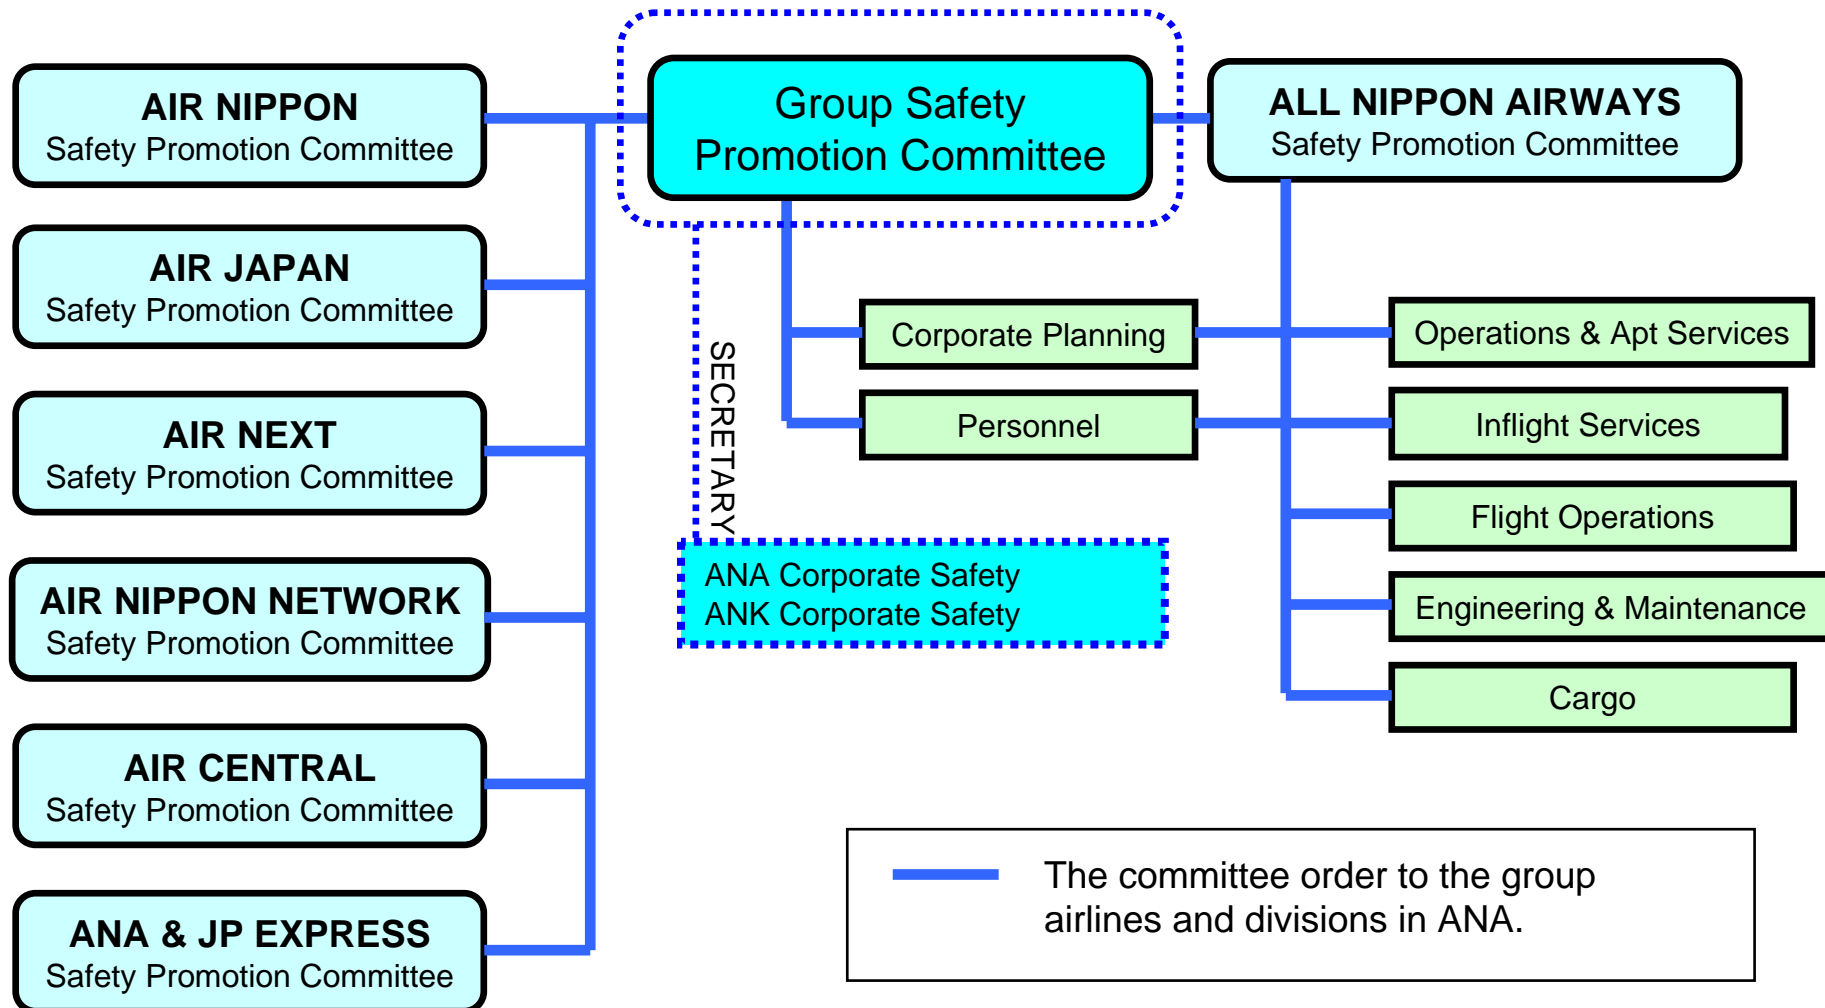 AIR NIPPON
Safety Promotion Committee
AIR JAPAN
Safety Promotion Committee
AIR NEXT
Safety Promotion Committee
AIR NIPPON NETWORK
Safety Promotion Committee
AIR CENTRAL
Safety Promotion Committee
ANA & JP EXPRESS
Safety Promotion Committee
Group Safety
Promotion Committee
SECRETARY
ANA Corporate Safety
ANK Corporate Safety
Corporate Planning
Personnel
ALL NIPPON AIRWAYS
Safety Promotion Committee
Operations & Apt Services
Inflight Services
Flight Operations
Engineering & Maintenance
Cargo
The committee order to the group
airlines and divisions in ANA.